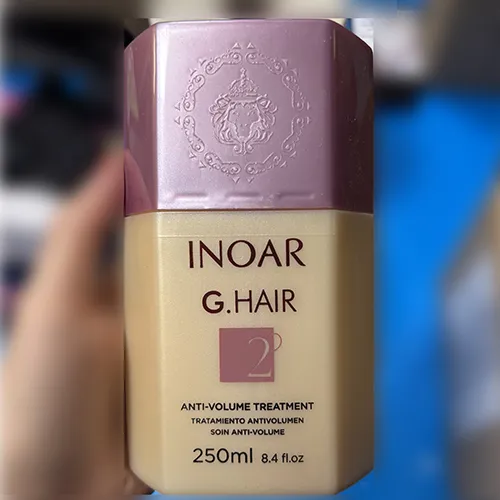 INOAR
G.HAIR
2
ANTI-VOLUME TREATMENT
TRATAMIENTO ANTIVOLUMEN
SOIN ANTI-VOLUME
250ml 8.4 fl.oz